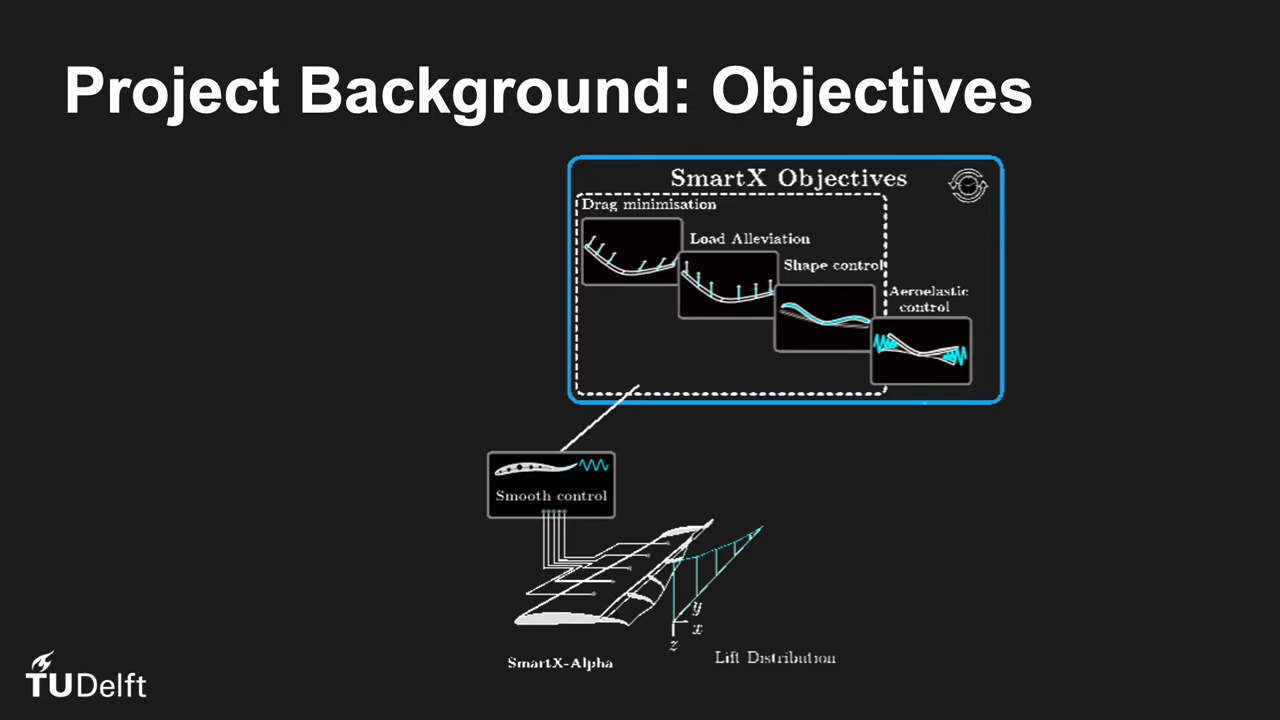 Project Background: Objectives
SmartX Objectives
Drag minimisation
Load Alleviation
Shape control
Aeroelastic
control
Smooth control
y
x
z
SmartX-Alpha
Lift Distribution
TUDelft